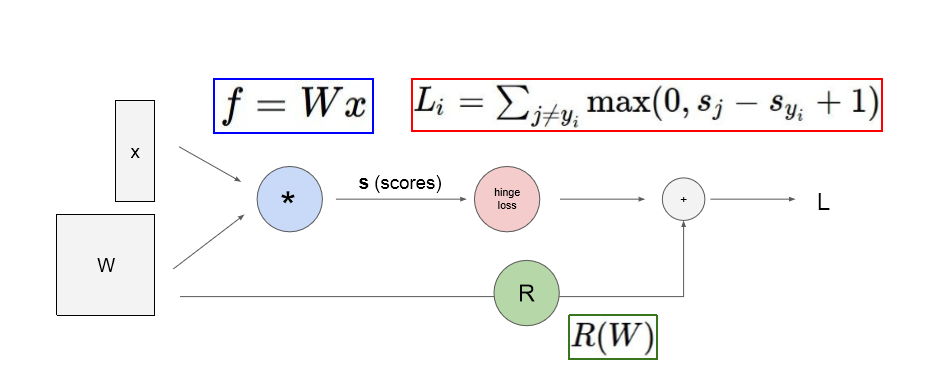 f = Wx
L_i = ∑_{j≠y_i} max(0, s_j − s_{y_i} + 1)
x
s (scores)
*
hinge
loss
+
L
W
R
R(W)